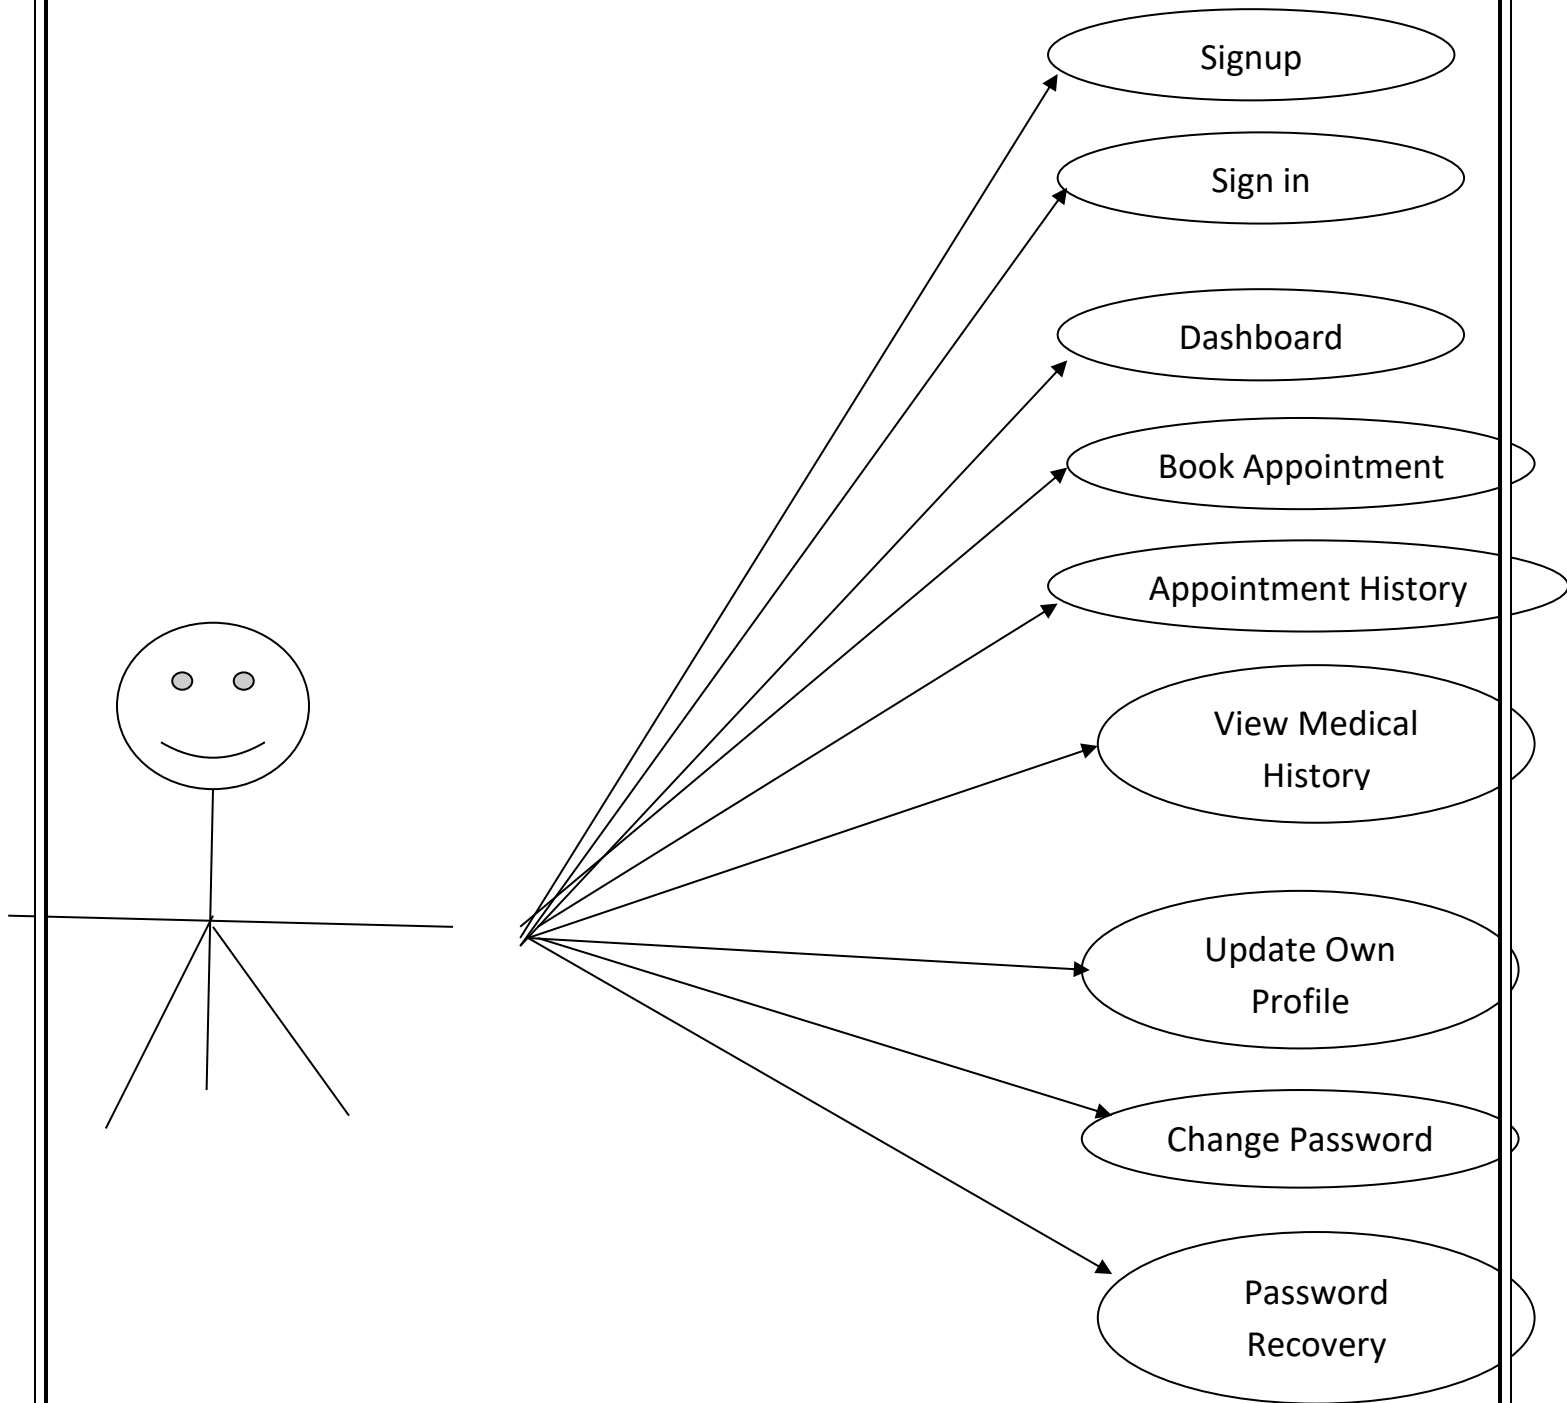 Signup
Sign in
Dashboard
Book Appointment
Appointment History
View Medical
History
Update Own
Profile
Change Password
Password
Recovery